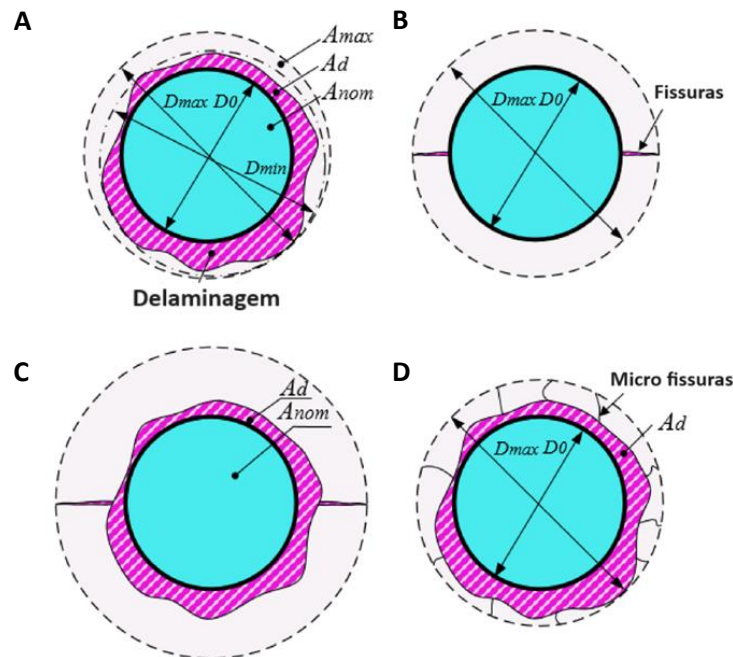 A
Amax
Ad
Anom
Dmax D0
Dmin
Delaminagem
B
Dmax D0
Fissuras
C
Ad
Anom
D
Micro fissuras
Ad
Dmax D0